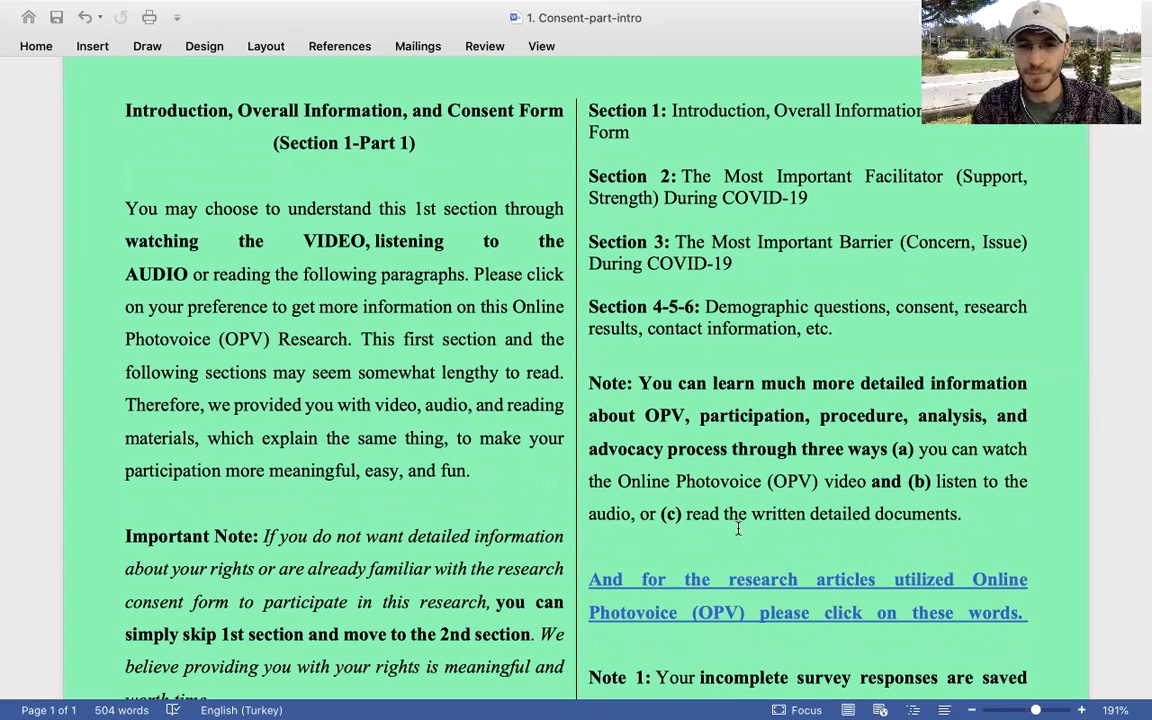 1. Consent-part-intro
Home Insert Draw Design Layout References Mailings Review View
Introduction, Overall Information, and Consent Form
(Section 1-Part 1)
You may choose to understand this 1st section through
watching the VIDEO, listening to the
AUDIO or reading the following paragraphs. Please click
on your preference to get more information on this Online
Photovoice (OPV) Research. This first section and the
following sections may seem somewhat lengthy to read.
Therefore, we provided you with video, audio, and reading
materials, which explain the same thing, to make your
participation more meaningful, easy, and fun.
Important Note: If you do not want detailed information
about your rights or are already familiar with the research
consent form to participate in this research, you can
simply skip 1st section and move to the 2nd section. We
believe providing you with your rights is meaningful and
worth time.
Section 1: Introduction, Overall Information
Form
Section 2: The Most Important Facilitator (Support,
Strength) During COVID-19
Section 3: The Most Important Barrier (Concern, Issue)
During COVID-19
Section 4-5-6: Demographic questions, consent, research
results, contact information, etc.
Note: You can learn much more detailed information
about OPV, participation, procedure, analysis, and
advocacy process through three ways (a) you can watch
the Online Photovoice (OPV) video and (b) listen to the
audio, or (c) read the written detailed documents.
And for the research articles utilized Online
Photovoice (OPV) please click on these words.
Note 1: Your incomplete survey responses are saved
Page 1 of 1 504 words English (Turkey) Focus 191%